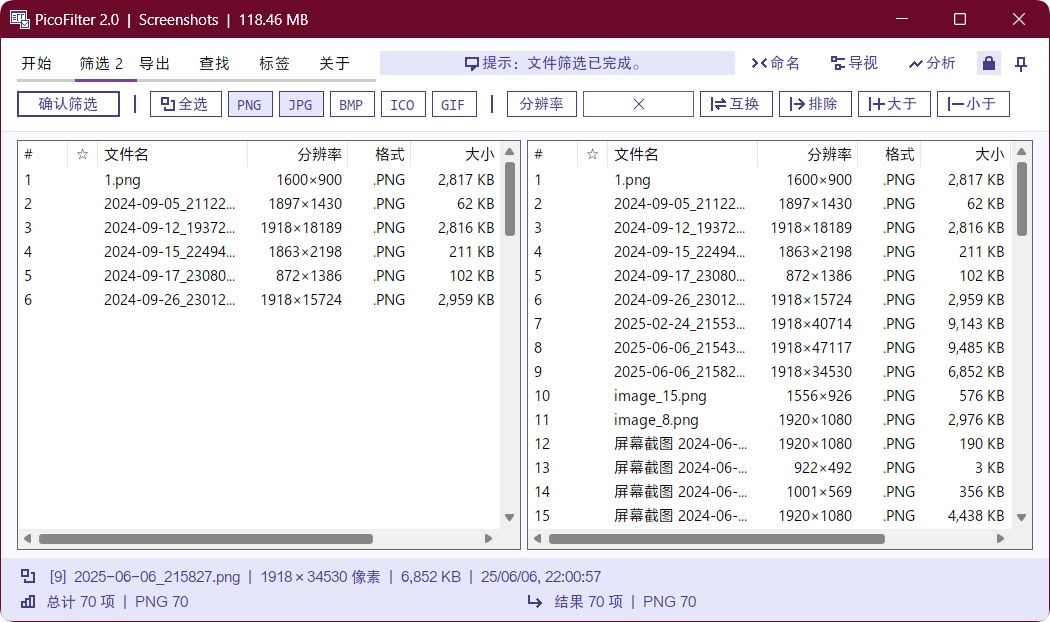 PicoFilter 2.0 | Screenshots | 118.46 MB
开始 筛选 2 导出 查找 标签 关于 提示：文件筛选已完成。 命名 导视 分析
确认筛选 | 全选 PNG JPG BMP ICO GIF | 分辨率 × 互换 排除 大于 小于
# ☆ 文件名 分辨率 格式 大小
1 1.png 1600×900 .PNG 2,817 KB
2 2024-09-05_21122... 1897×1430 .PNG 62 KB
3 2024-09-12_19372... 1918×18189 .PNG 2,816 KB
4 2024-09-15_22494... 1863×2198 .PNG 211 KB
5 2024-09-17_23080... 872×1386 .PNG 102 KB
6 2024-09-26_23012... 1918×15724 .PNG 2,959 KB
# ☆ 文件名 分辨率 格式 大小
1 1.png 1600×900 .PNG 2,817 KB
2 2024-09-05_21122... 1897×1430 .PNG 62 KB
3 2024-09-12_19372... 1918×18189 .PNG 2,816 KB
4 2024-09-15_22494... 1863×2198 .PNG 211 KB
5 2024-09-17_23080... 872×1386 .PNG 102 KB
6 2024-09-26_23012... 1918×15724 .PNG 2,959 KB
7 2025-02-24_21553... 1918×40714 .PNG 9,143 KB
8 2025-06-06_21543... 1918×47117 .PNG 9,485 KB
9 2025-06-06_21582... 1918×34530 .PNG 6,852 KB
10 image_15.png 1556×926 .PNG 576 KB
11 image_8.png 1920×1080 .PNG 2,976 KB
12 屏幕截图 2024-06-... 1920×1080 .PNG 190 KB
13 屏幕截图 2024-06-... 922×492 .PNG 3 KB
14 屏幕截图 2024-06-... 1001×569 .PNG 356 KB
15 屏幕截图 2024-06-... 1920×1080 .PNG 4,438 KB
[9] 2025-06-06_215827.png | 1918 × 34530 像素 | 6,852 KB | 25/06/06, 22:00:57
总计 70 项 | PNG 70
结果 70 项 | PNG 70